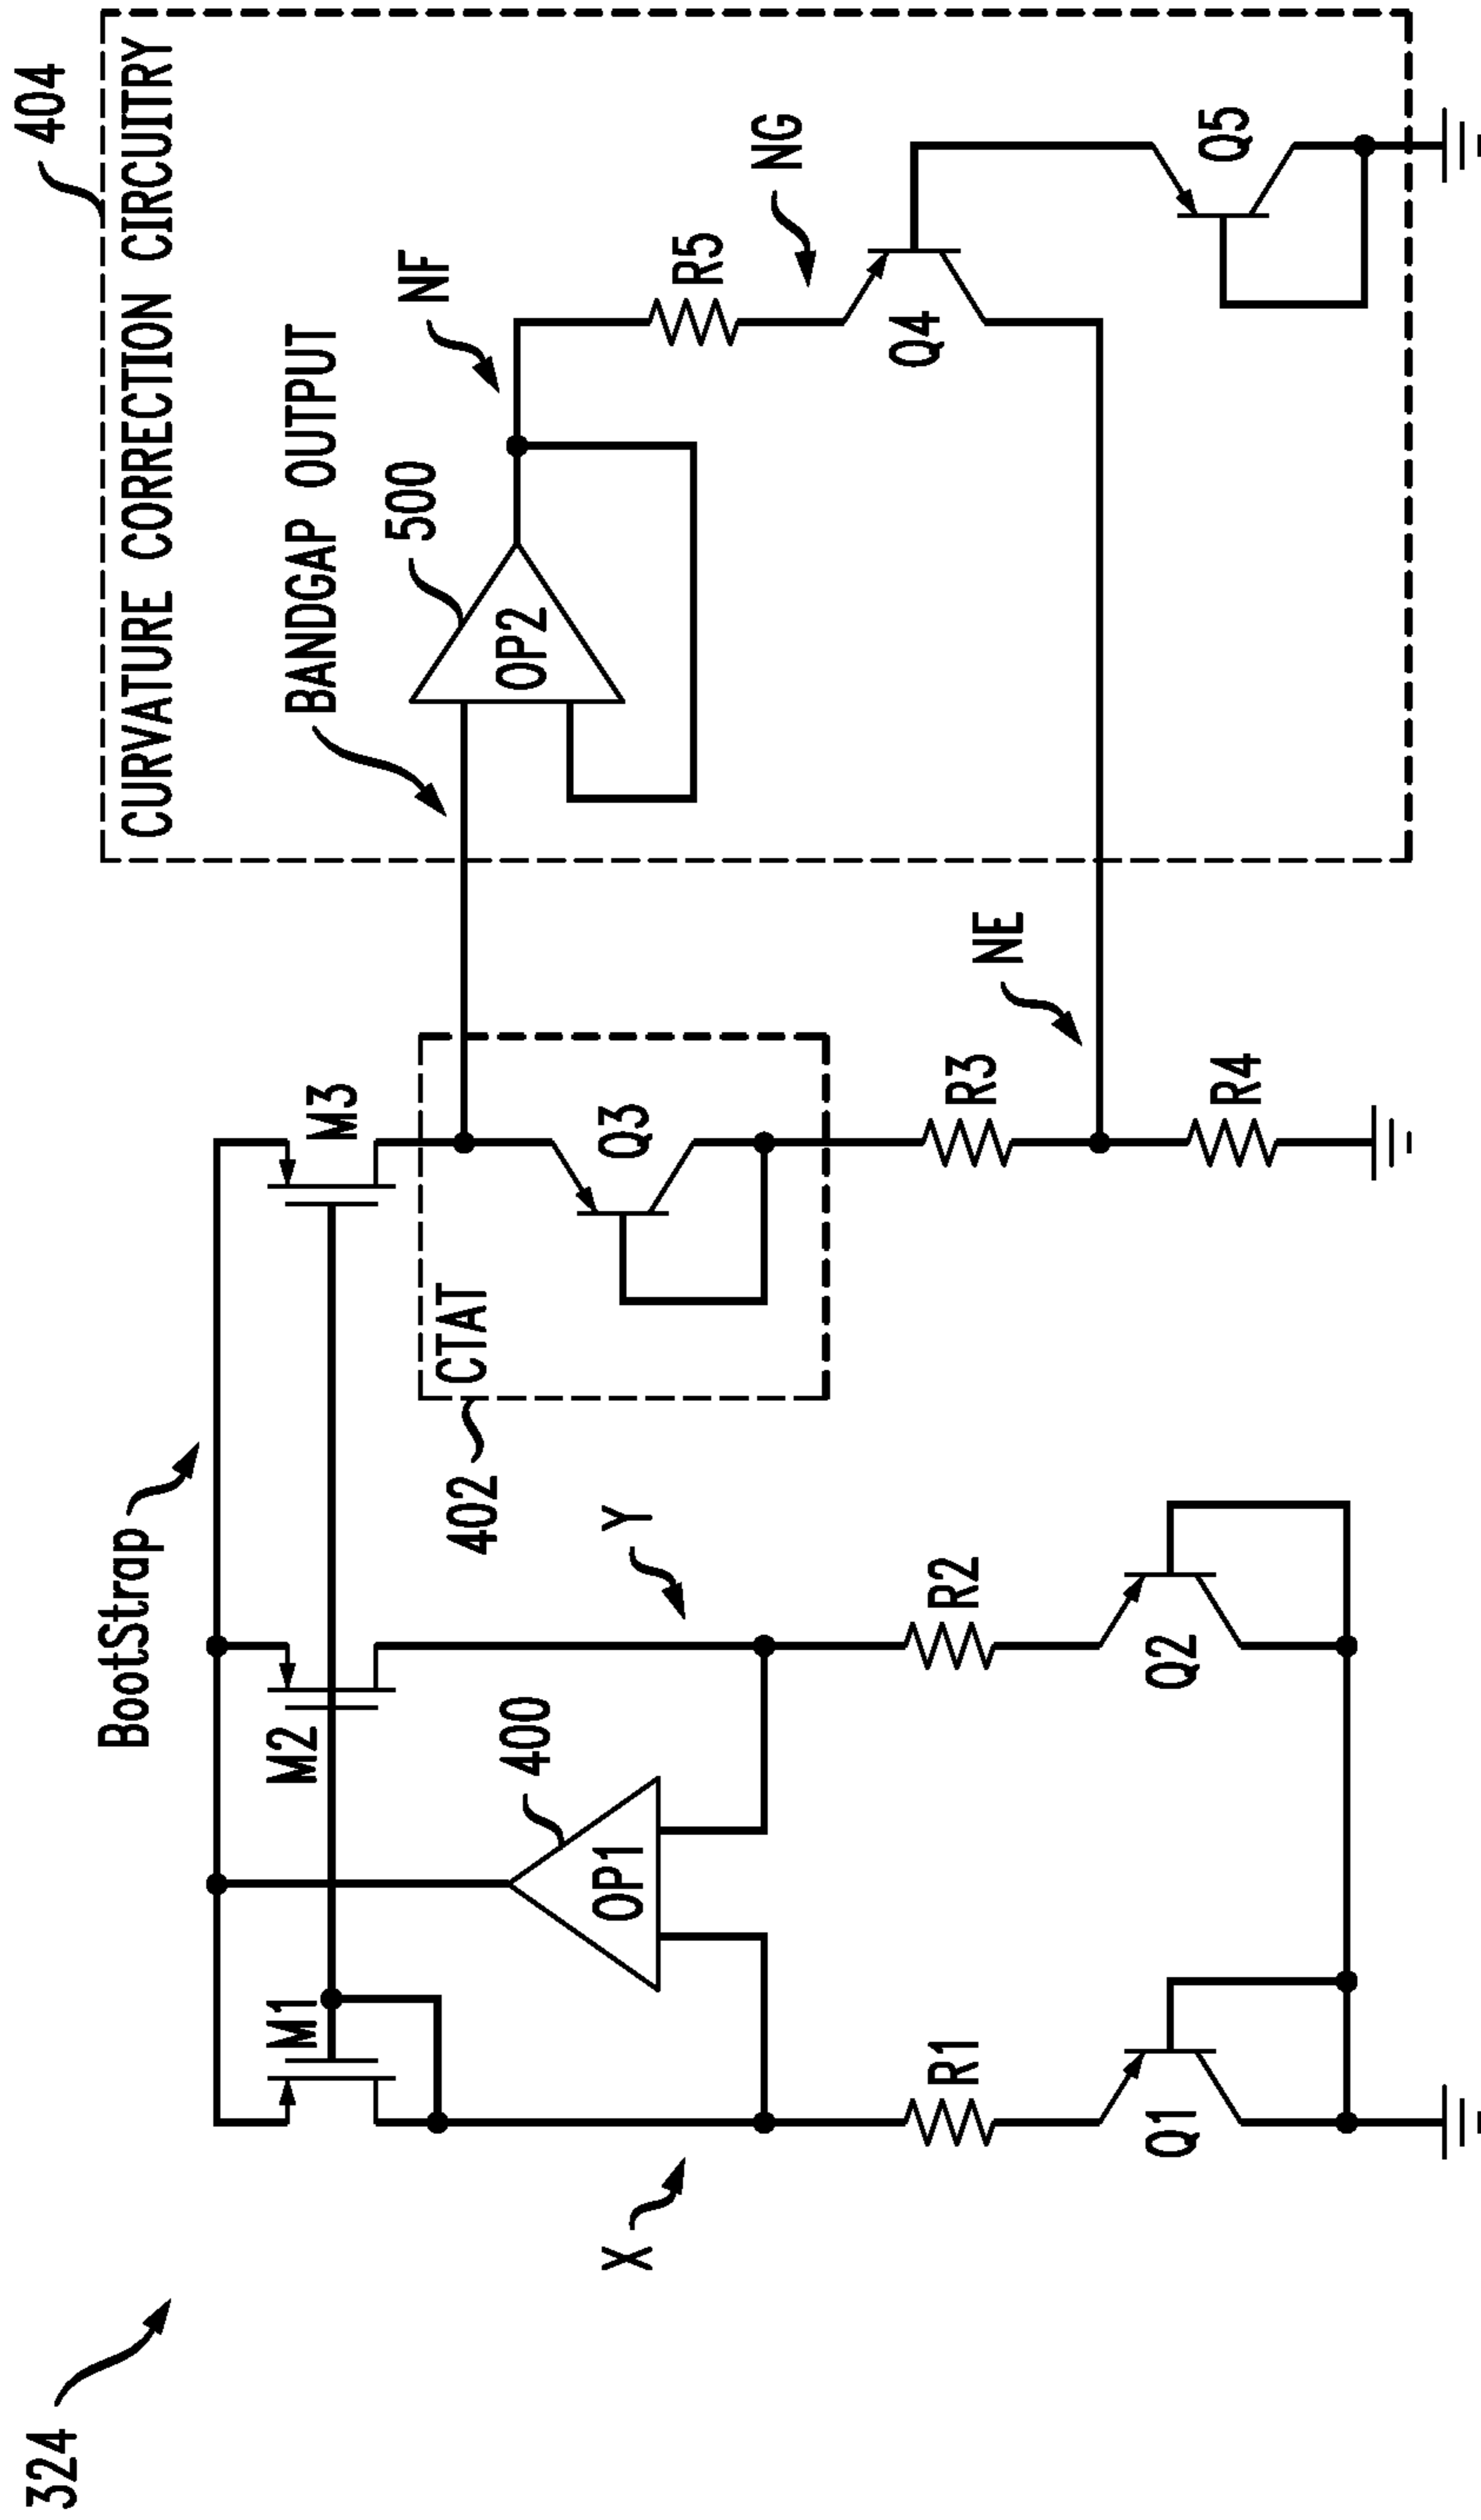 324
BootStrap
404
CURVATURE CORRECTION CIRCUITRY
M1
M2
M3
BANDGAP OUTPUT
NF
500
OP2
R5
NG
CTAT
402
Q3
400
OP1
X
Y
Q4
Q5
R1
R2
R3
NE
R4
Q1
Q2